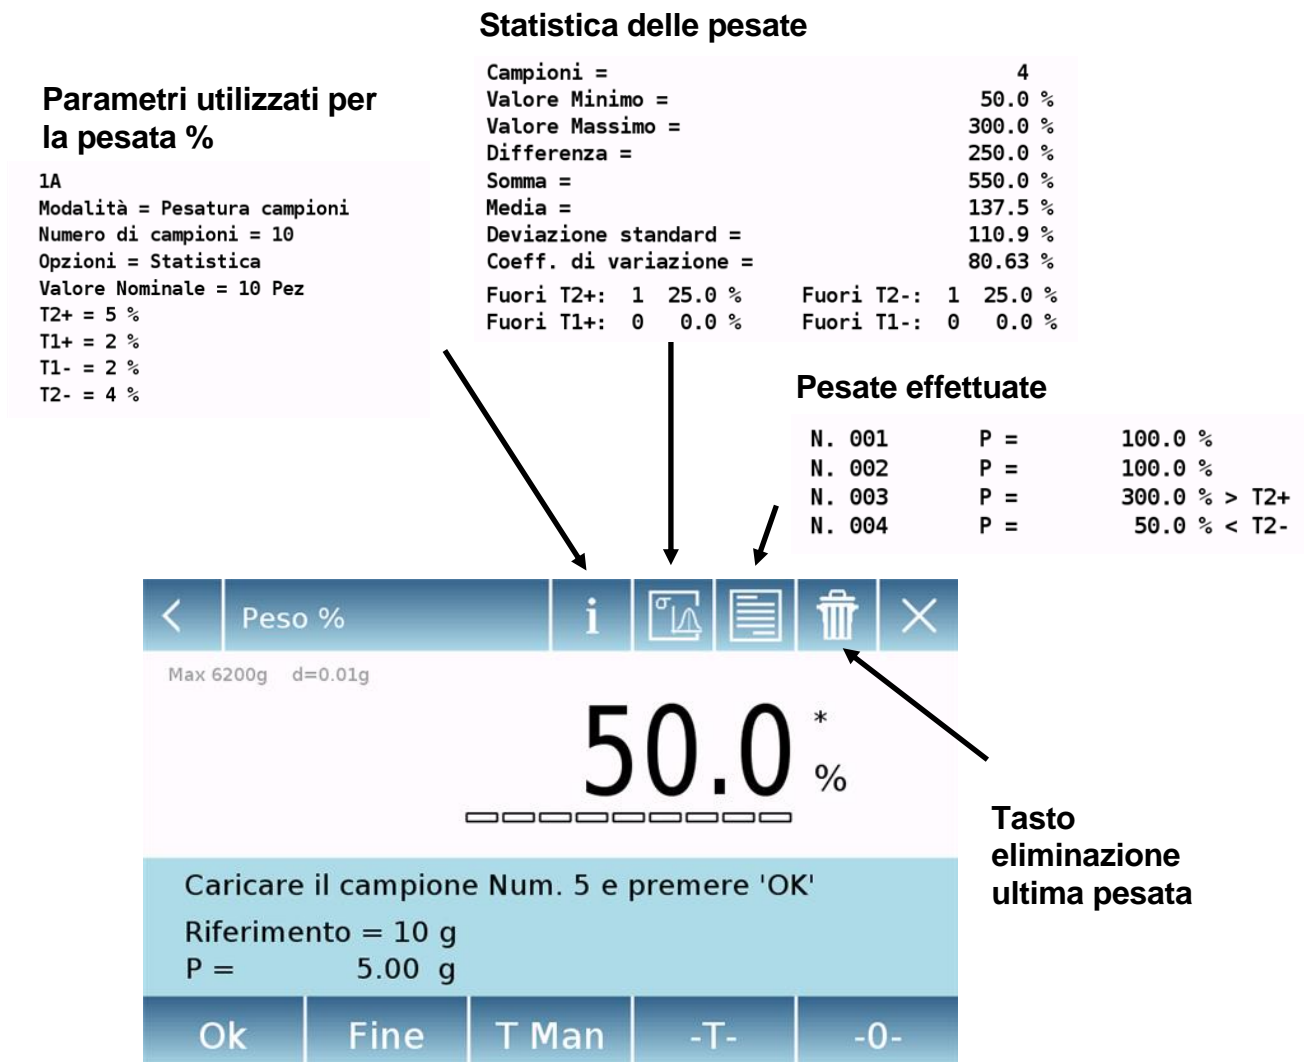 Statistica delle pesate
Campioni = 4
Valore Minimo = 50.0 %
Valore Massimo = 300.0 %
Differenza = 250.0 %
Somma = 550.0 %
Media = 137.5 %
Deviazione standard = 110.9 %
Coeff. di variazione = 80.63 %
Fuori T2+: 1 25.0 % Fuori T2-: 1 25.0 %
Fuori T1+: 0 0.0 % Fuori T1-: 0 0.0 %
Parametri utilizzati per
la pesata %
1A
Modalità = Pesatura campioni
Numero di campioni = 10
Opzioni = Statistica
Valore Nominale = 10 Pez
T2+ = 5 %
T1+ = 2 %
T1- = 2 %
T2- = 4 %
Pesate effettuate
N. 001 P = 100.0 %
N. 002 P = 100.0 %
N. 003 P = 300.0 % > T2+
N. 004 P = 50.0 % < T2-
Peso % i σ
Max 6200g d=0.01g
50.0 * %
Tasto
eliminazione
ultima pesata
Caricare il campione Num. 5 e premere 'OK'
Riferimento = 10 g
P = 5.00 g
Ok Fine T Man -T- -0-